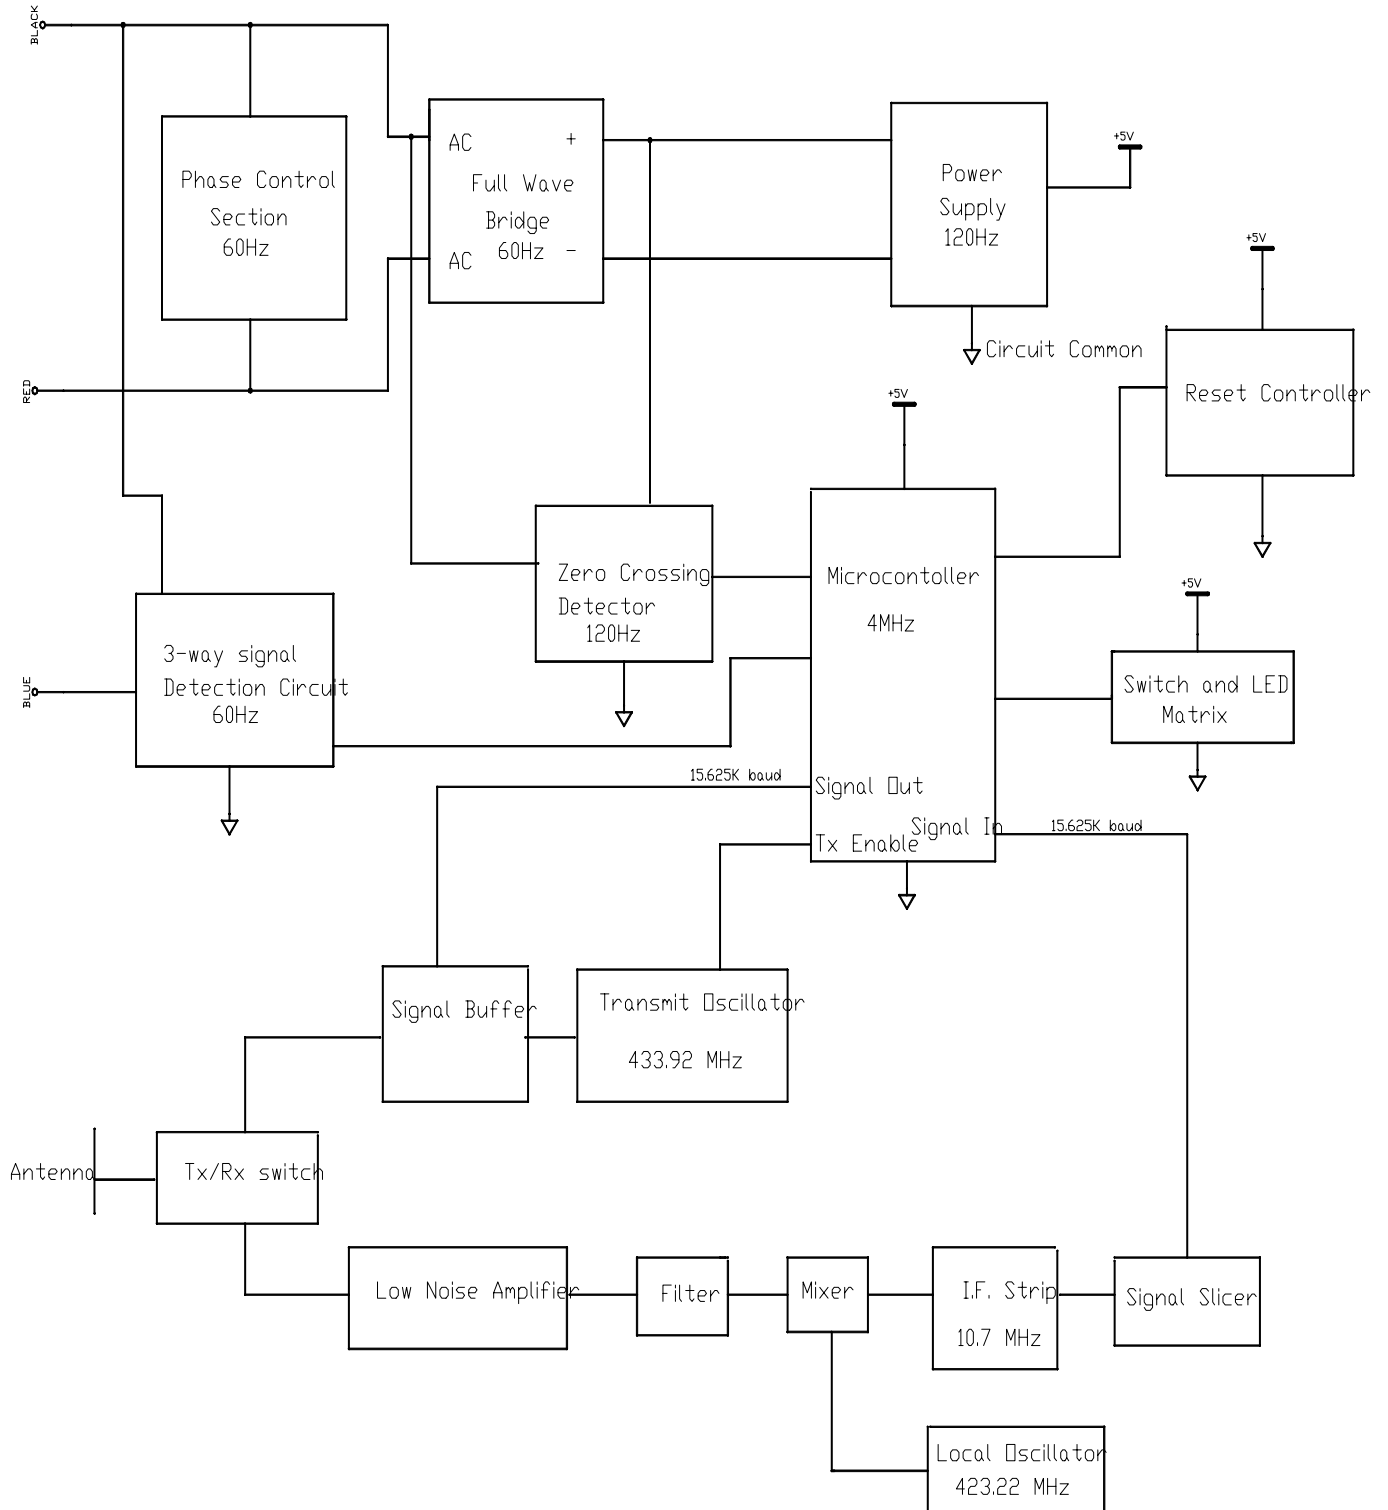 BLACK
AC
+
Phase Control
Section
60Hz
Full Wave
Bridge
60Hz
AC
-
Power
Supply
120Hz
+5V
+5V
Circuit Common
RED
Reset Controller
+5V
Zero Crossing
Detector
120Hz
Microcontoller
4MHz
+5V
3-way signal
Detection Circuit
60Hz
BLUE
Switch and LED
Matrix
15.625K baud
Signal Out
Signal In
15.625K baud
Tx Enable
Signal Buffer
Transmit Oscillator
433.92 MHz
Antenna
Tx/Rx switch
Low Noise Amplifier
Filter
Mixer
I.F. Strip
10.7 MHz
Signal Slicer
Local Oscillator
423.22 MHz